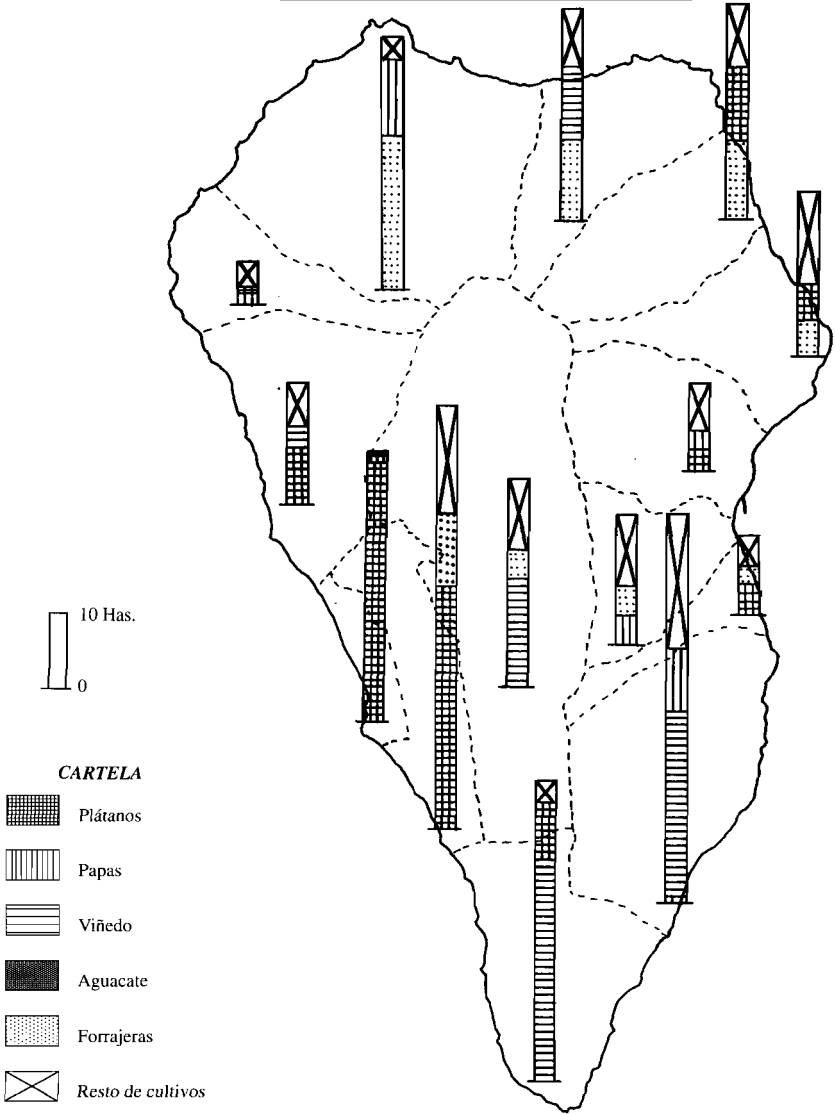 10 Has.
0
CARTELA
Plátanos
Papas
Viñedo
Aguacate
Forrajeras
Resto de cultivos